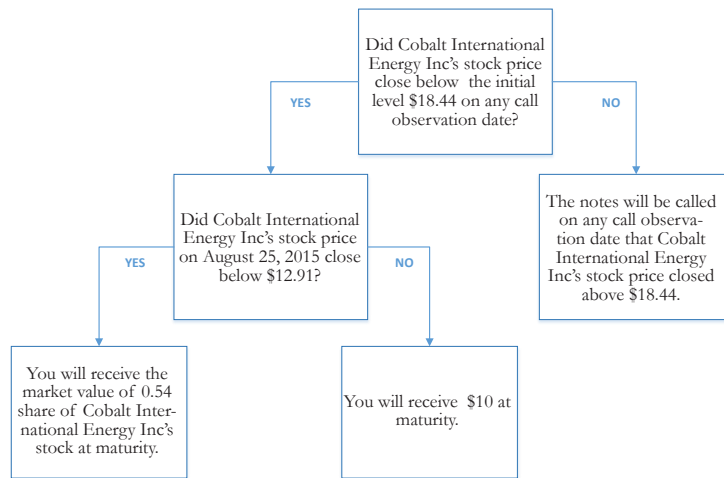 Did Cobalt International
Energy Inc's stock price
close below the initial
level $18.44 on any call
observation date?
YES
NO
Did Cobalt International
Energy Inc's stock price
on August 25, 2015 close
below $12.91?
The notes will be called
on any call observa-
tion date that Cobalt
International Energy
Inc's stock price closed
above $18.44.
YES
NO
You will receive the
market value of 0.54
share of Cobalt Inter-
national Energy Inc's
stock at maturity.
You will receive $10 at
maturity.